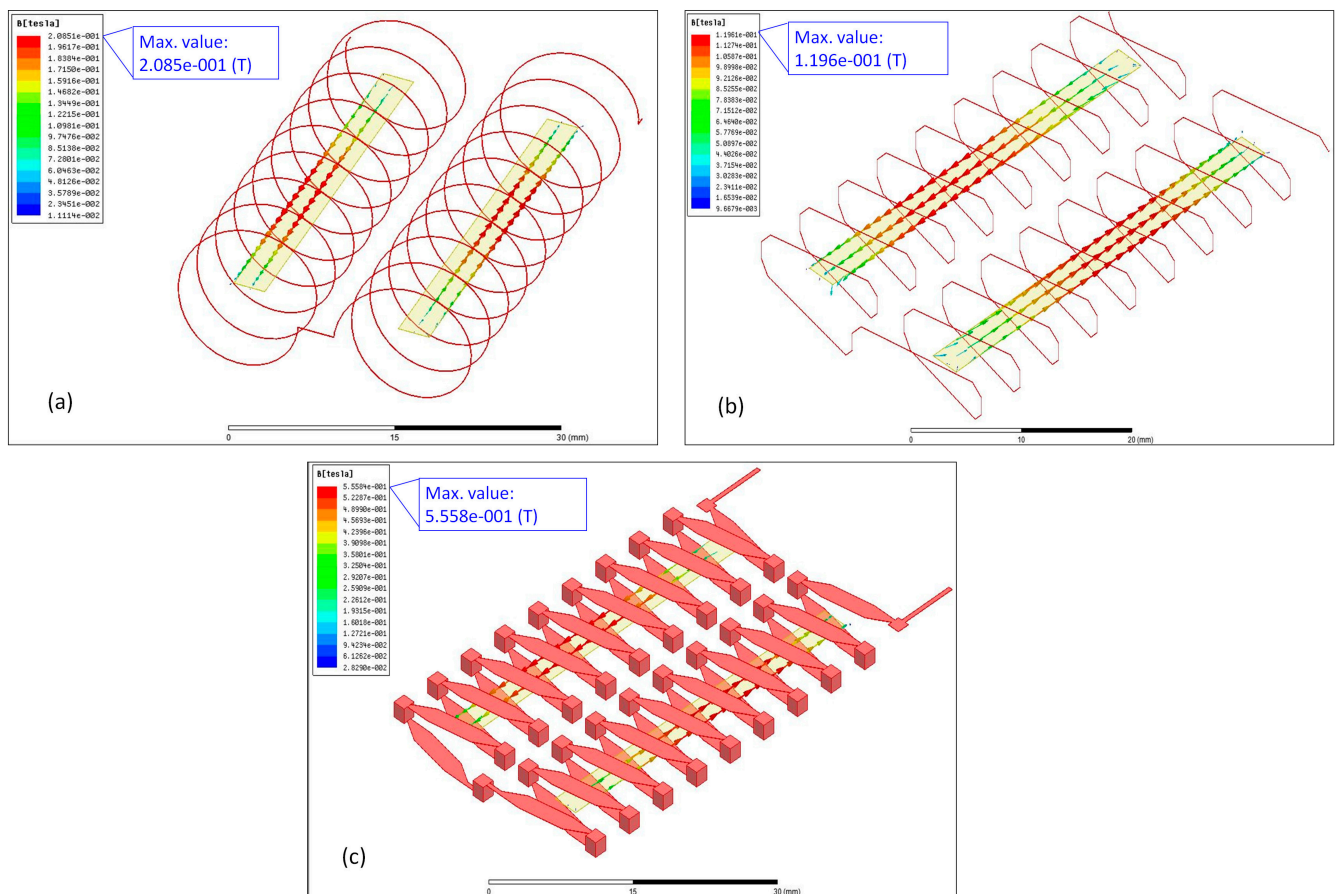 B[tesla]
2.0851e-001
1.9617e-001
1.8384e-001
1.7150e-001
1.5916e-001
1.4682e-001
1.3449e-001
1.2215e-001
1.0981e-001
9.7476e-002
8.5138e-002
7.2801e-002
6.0463e-002
4.8126e-002
3.5789e-002
2.3451e-002
1.1114e-002
Max. value:
2.085e-001 (T)
(a)
0
15
30 (mm)
B[tesla]
1.1961e-001
1.1274e-001
1.0587e-001
9.8998e-002
9.2126e-002
8.5255e-002
7.8383e-002
7.1512e-002
6.4640e-002
5.7769e-002
5.0897e-002
4.4026e-002
3.7154e-002
3.0283e-002
2.3411e-002
1.6539e-002
9.6679e-003
Max. value:
1.196e-001 (T)
(b)
0
10
20 (mm)
B[tesla]
5.5584e-001
5.2287e-001
4.8990e-001
4.5693e-001
4.2396e-001
3.9098e-001
3.5801e-001
3.2504e-001
2.9207e-001
2.5909e-001
2.2612e-001
1.9315e-001
1.6018e-001
1.2721e-001
9.4234e-002
6.1262e-002
2.8290e-002
Max. value:
5.558e-001 (T)
(c)
0
15
30 (mm)